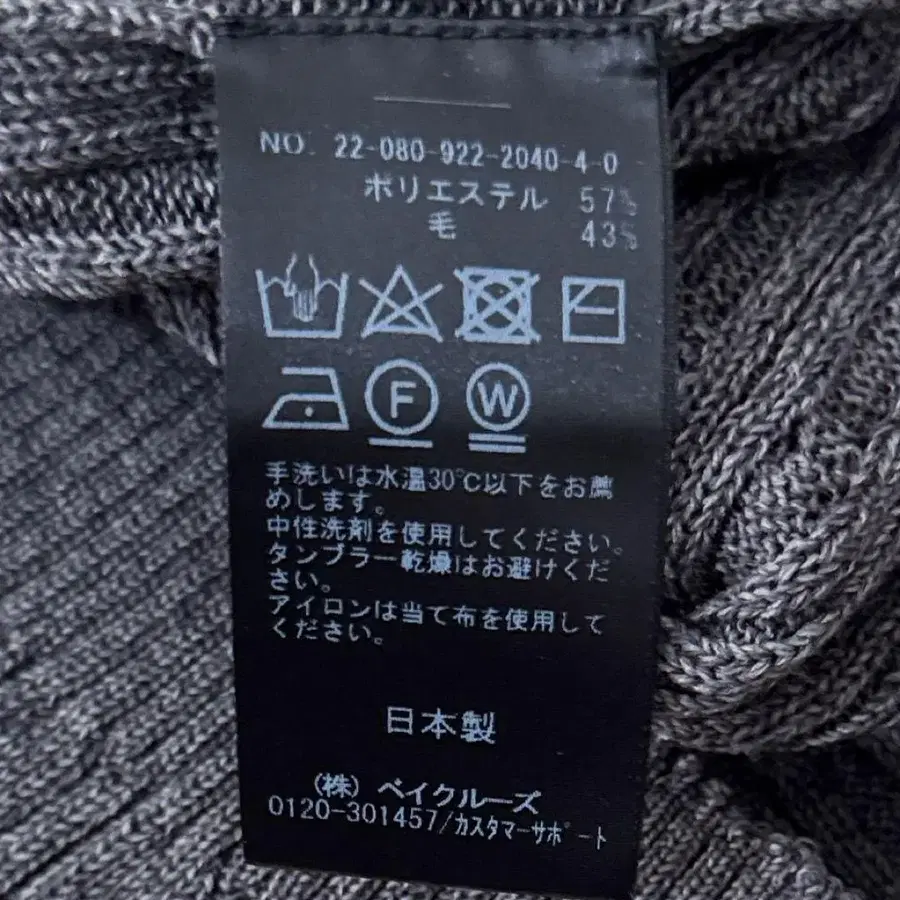 NO. 22-080-922-2040-4-0
ポリエステル 57%
毛 43%
F W
手洗いは水温30℃以下をお薦
めします。
中性洗剤を使用してください。
タンブラー乾燥はお避けくだ
さい。
アイロンは当て布を使用して
ください。
日本製
(株) ベイクルーズ
0120-301457/カスタマーサポート